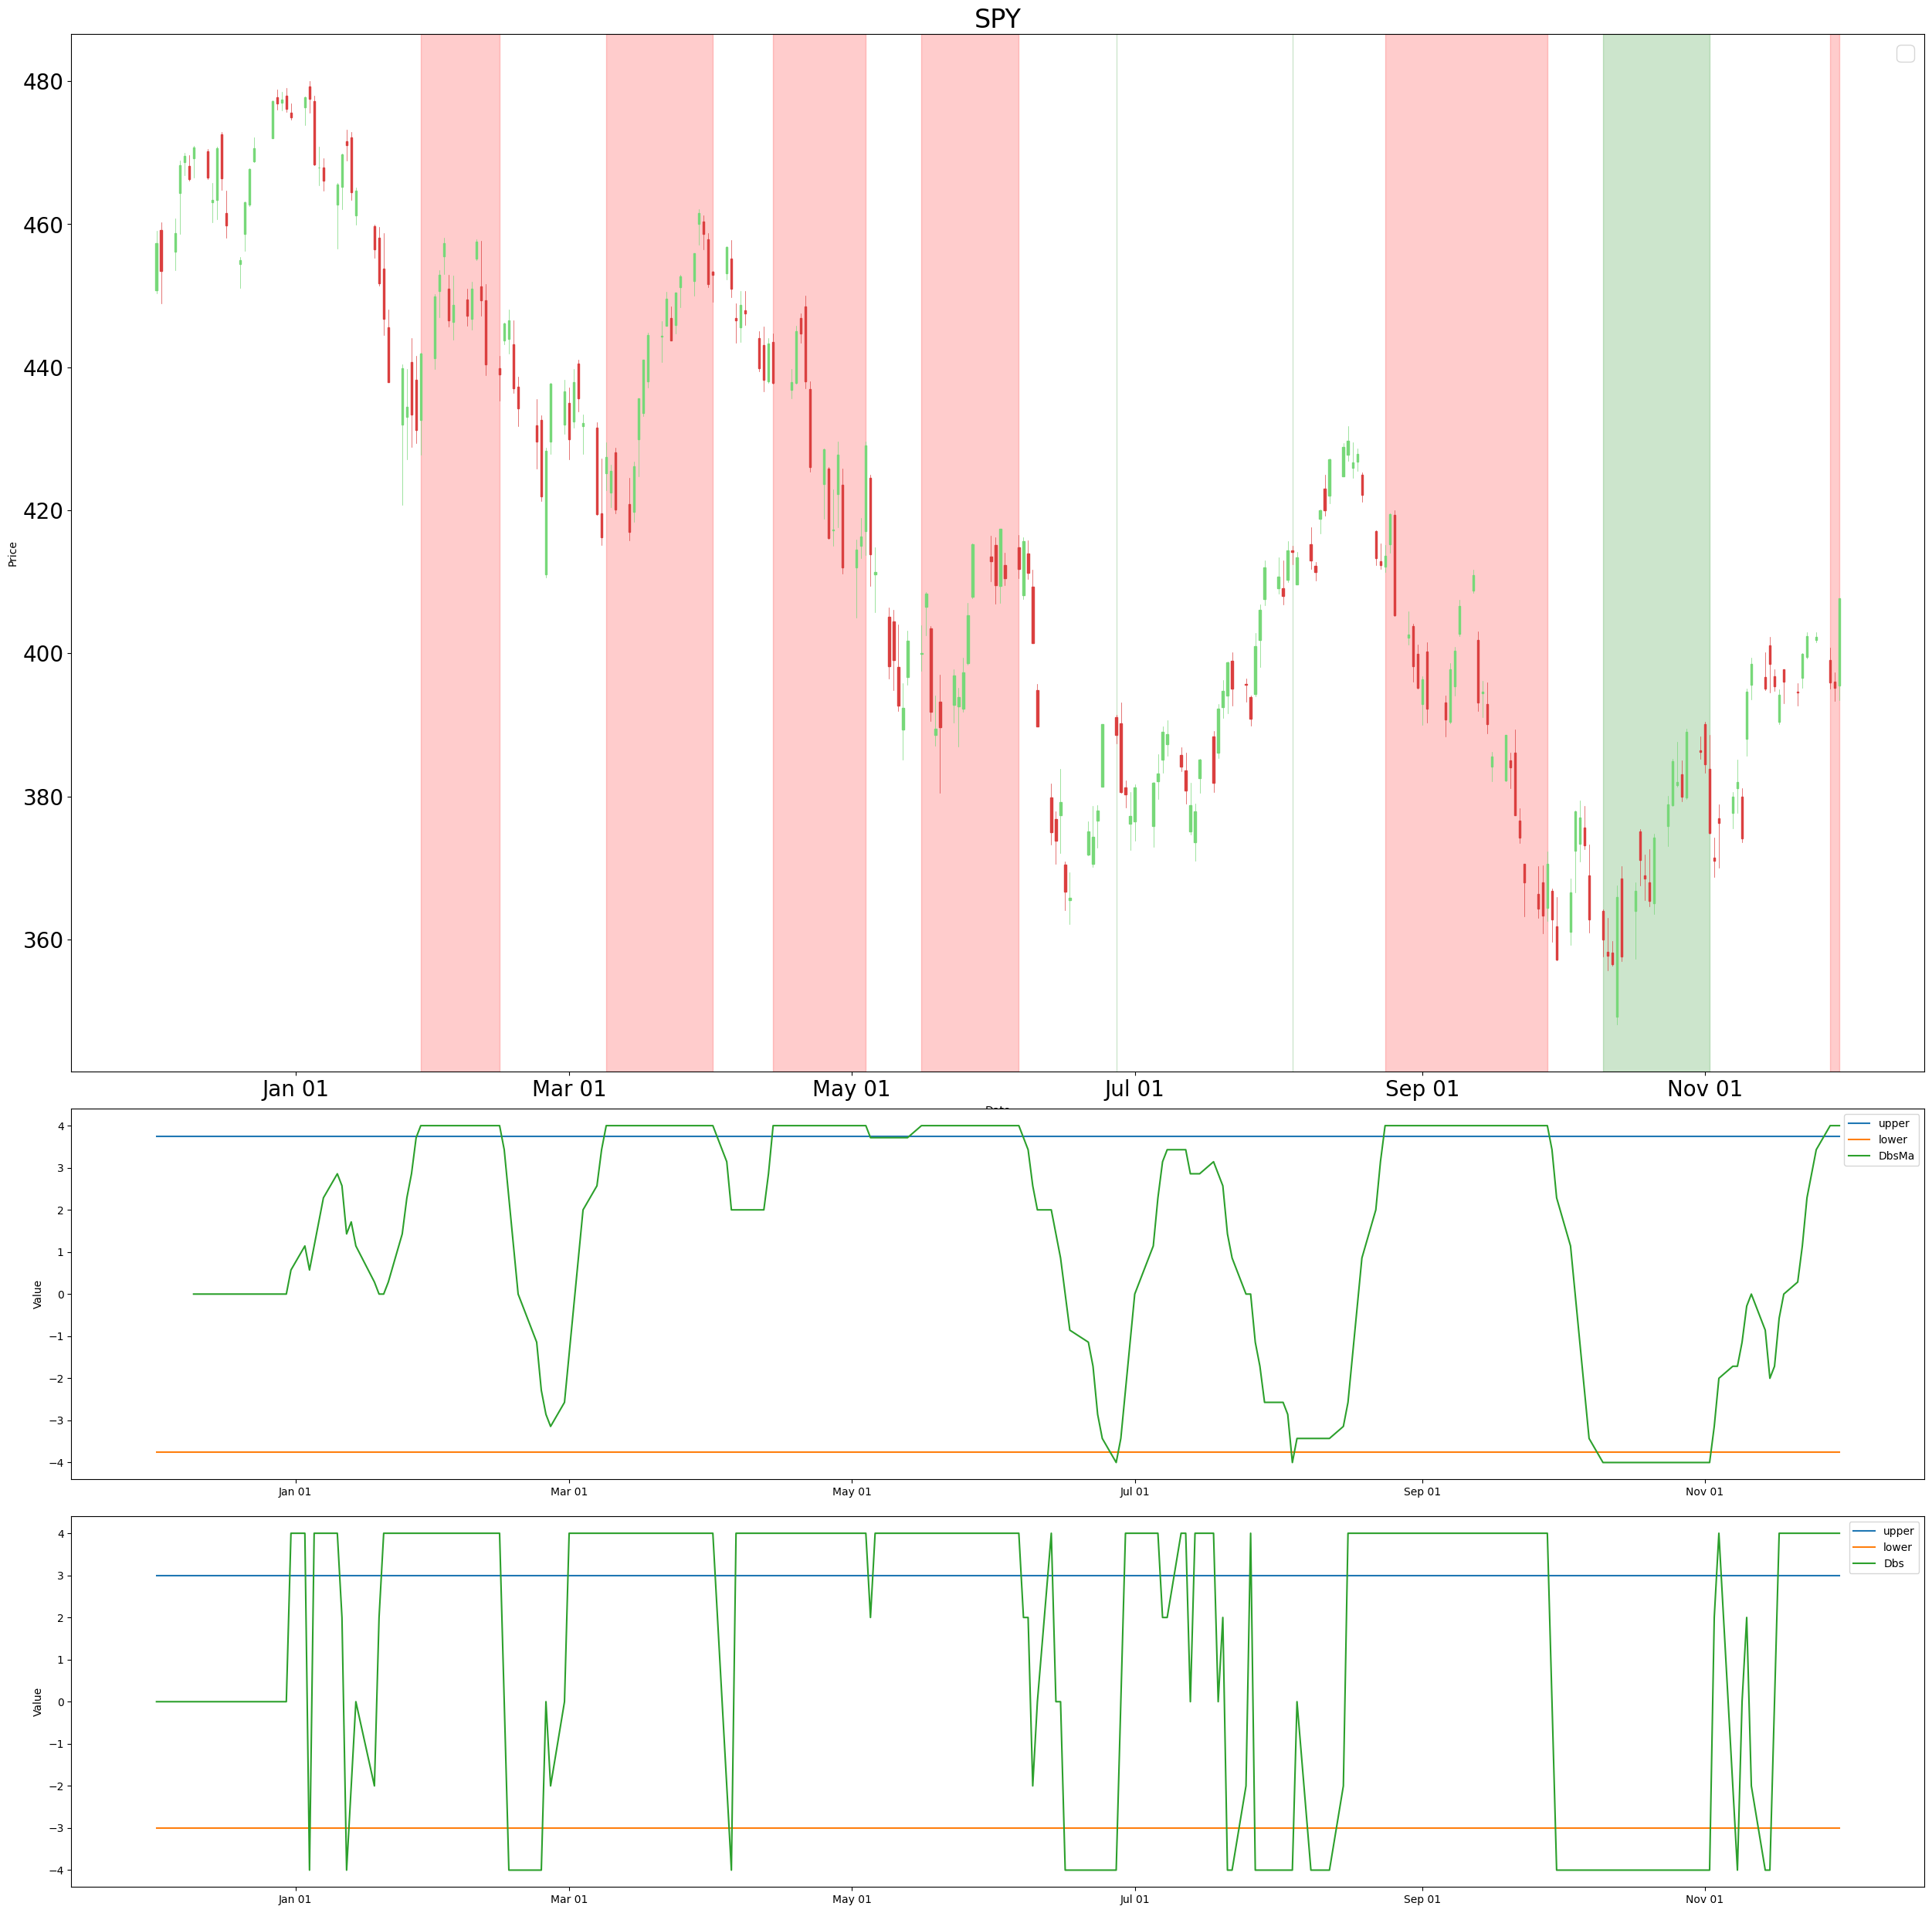 SPY
480
460
440
420
400
380
360
Price
Jan 01
Mar 01
May 01
Jul 01
Sep 01
Nov 01
4
3
2
1
0
−1
−2
−3
−4
Value
upper
lower
DbsMa
Jan 01
Mar 01
May 01
Jul 01
Sep 01
Nov 01
4
3
2
1
0
−1
−2
−3
−4
Value
upper
lower
Dbs
Jan 01
Mar 01
May 01
Jul 01
Sep 01
Nov 01